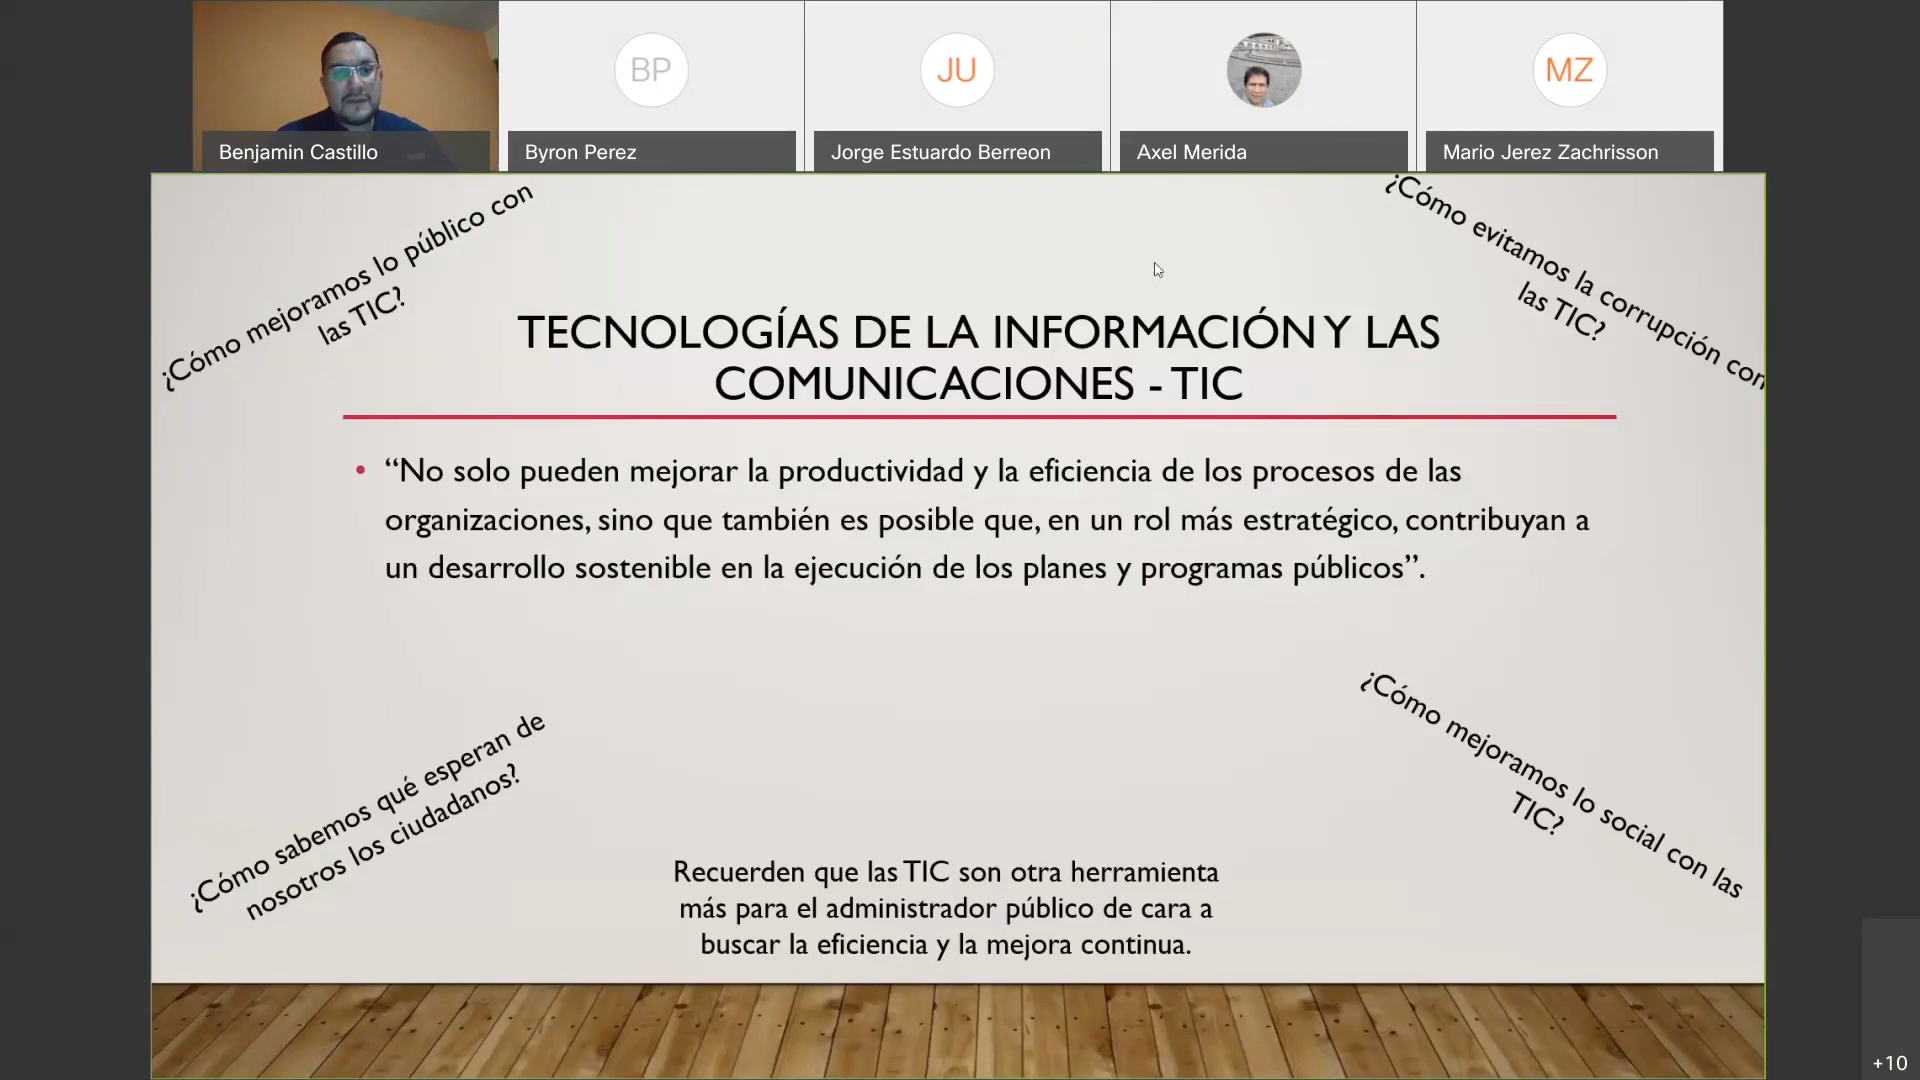 BP
JU
MZ
Benjamin Castillo
Byron Perez
Jorge Estuardo Berreon
Axel Merida
Mario Jerez Zachrisson
¿Cómo mejoramos lo público con
las TIC?
¿Cómo evitamos la corrupción con
las TIC?
TECNOLOGÍAS DE LA INFORMACIÓN Y LAS
COMUNICACIONES - TIC
• “No solo pueden mejorar la productividad y la eficiencia de los procesos de las
organizaciones, sino que también es posible que, en un rol más estratégico, contribuyan a
un desarrollo sostenible en la ejecución de los planes y programas públicos”.
¿Cómo sabemos qué esperan de
nosotros los ciudadanos?
¿Cómo mejoramos lo social con las
TIC?
Recuerden que las TIC son otra herramienta
más para el administrador público de cara a
buscar la eficiencia y la mejora continua.
+10